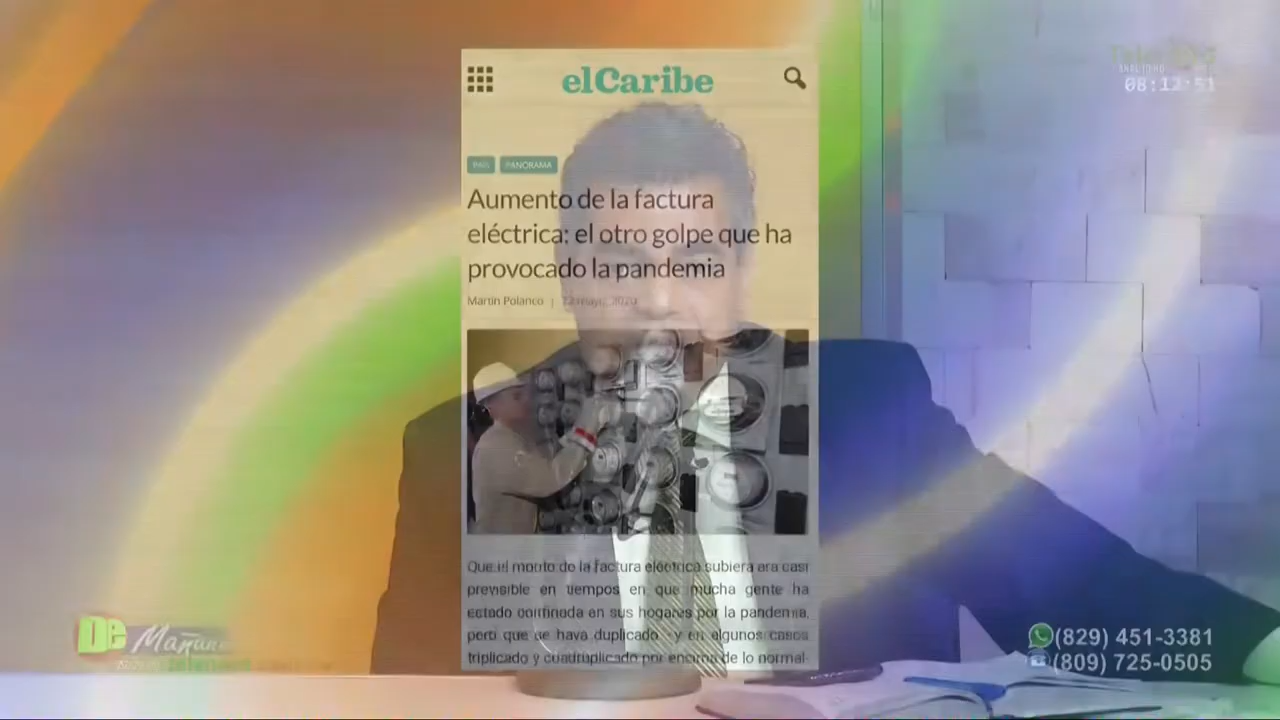 elCaribe
08:12:51
PAÍS PANORAMA
Aumento de la factura
eléctrica: el otro golpe que ha
provocado la pandemia
Martín Polanco | 22 mayo, 2020
Que el monto de la factura eléctrica subiera era casi
previsible en tiempos en que mucha gente ha
estado confinada en sus hogares por la pandemia,
pero que se haya duplicado -y en algunos casos
triplicado y cuadruplicado por encima de lo normal-
De Mañana
(829) 451-3381
(809) 725-0505